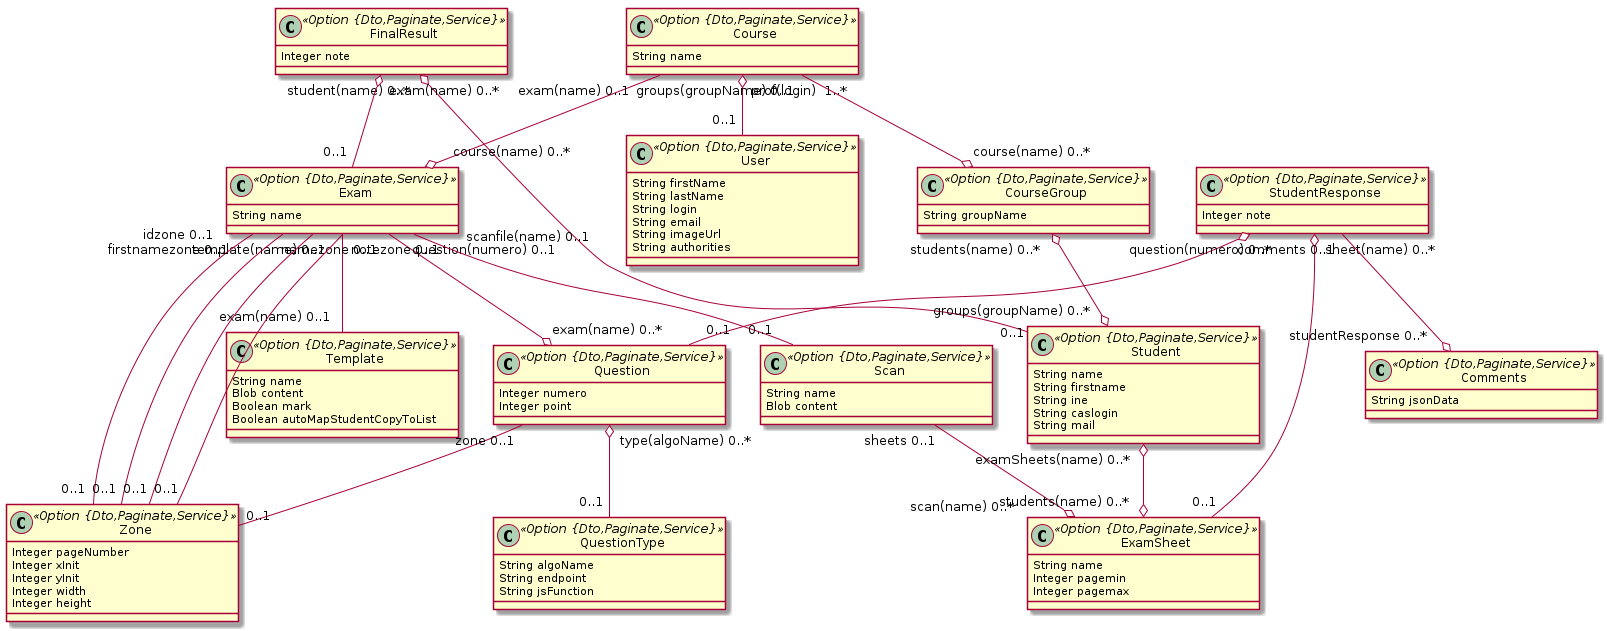 «Option {Dto,Paginate,Service}»
FinalResult
Integer note
«Option {Dto,Paginate,Service}»
Course
String name
student(name) 0..*
exam(name) 0..*
exam(name) 0..1
groups(groupName) 0..1
prof(login) 1..*
0..1
«Option {Dto,Paginate,Service}»
User
String firstName
String lastName
String login
String email
String imageUrl
String authorities
0..1
course(name) 0..*
course(name) 0..*
«Option {Dto,Paginate,Service}»
Exam
String name
«Option {Dto,Paginate,Service}»
CourseGroup
String groupName
«Option {Dto,Paginate,Service}»
StudentResponse
Integer note
idzone 0..1
scanfile(name) 0..1
firstnamezone 0..1
template(name) 0..1
namezone 0..1
notezone 0..1
question(numero) 0..1
students(name) 0..*
question(numero) 0..*
comments 0..1
sheet(name) 0..*
exam(name) 0..1
exam(name) 0..*
0..1
0..1
groups(groupName) 0..*
0..1
studentResponse 0..*
«Option {Dto,Paginate,Service}»
Template
String name
Blob content
Boolean mark
Boolean autoMapStudentCopyToList
«Option {Dto,Paginate,Service}»
Question
Integer numero
Integer point
«Option {Dto,Paginate,Service}»
Scan
String name
Blob content
«Option {Dto,Paginate,Service}»
Student
String name
String firstname
String ine
String caslogin
String mail
«Option {Dto,Paginate,Service}»
Comments
String jsonData
zone 0..1
type(algoName) 0..*
sheets 0..1
examSheets(name) 0..*
0..1
0..1
0..1
0..1
0..1
0..1
scan(name) 0..*
students(name) 0..*
0..1
«Option {Dto,Paginate,Service}»
Zone
Integer pageNumber
Integer xInit
Integer yInit
Integer width
Integer height
«Option {Dto,Paginate,Service}»
QuestionType
String algoName
String endpoint
String jsFunction
«Option {Dto,Paginate,Service}»
ExamSheet
String name
Integer pagemin
Integer pagemax